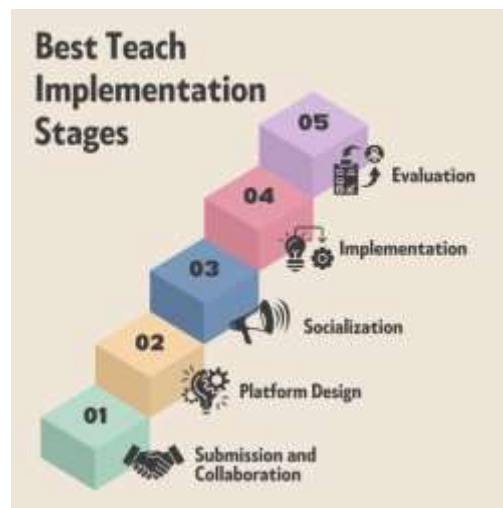 Best Teach
Implementation
Stages
05
Evaluation
04
Implementation
03
Socialization
02
Platform Design
01
Submission and
Collaboration